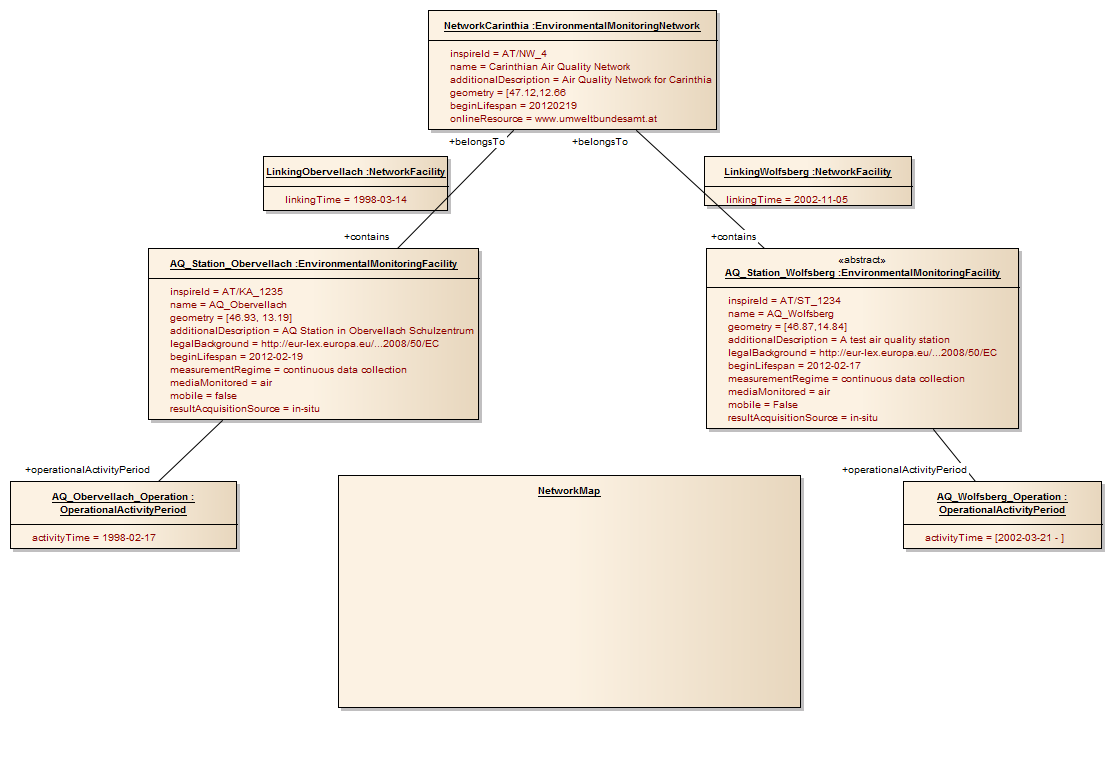 NetworkCarinthia :EnvironmentalMonitoringNetwork
inspireId = AT/NW_4
name = Carinthian Air Quality Network
additionalDescription = Air Quality Network for Carinthia
geometry = [47.12,12.66
beginLifespan = 20120219
onlineResource = www.umweltbundesamt.at
+belongsTo
+belongsTo
LinkingObervellach :NetworkFacility
linkingTime = 1998-03-14
LinkingWolfsberg :NetworkFacility
linkingTime = 2002-11-05
+contains
+contains
AQ_Station_Obervellach :EnvironmentalMonitoringFacility
inspireId = AT/KA_1235
name = AQ_Obervellach
geometry = [46.93, 13.19]
additionalDescription = AQ Station in Obervellach Schulzentrum
legalBackground = http://eur-lex.europa.eu/...2008/50/EC
beginLifespan = 2012-02-19
measurementRegime = continuous data collection
mediaMonitored = air
mobile = false
resultAcquisitionSource = in-situ
«abstract»
AQ_Station_Wolfsberg :EnvironmentalMonitoringFacility
inspireId = AT/ST_1234
name = AQ_Wolfsberg
geometry = [46.87,14.84]
additionalDescription = A test air quality station
legalBackground = http://eur-lex.europa.eu/...2008/50/EC
beginLifespan = 2012-02-17
measurementRegime = continuous data collection
mediaMonitored = air
mobile = False
resultAcquisitionSource = in-situ
+operationalActivityPeriod
+operationalActivityPeriod
AQ_Obervellach_Operation :
OperationalActivityPeriod
activityTime = 1998-02-17
NetworkMap
AQ_Wolfsberg_Operation :
OperationalActivityPeriod
activityTime = [2002-03-21 - ]